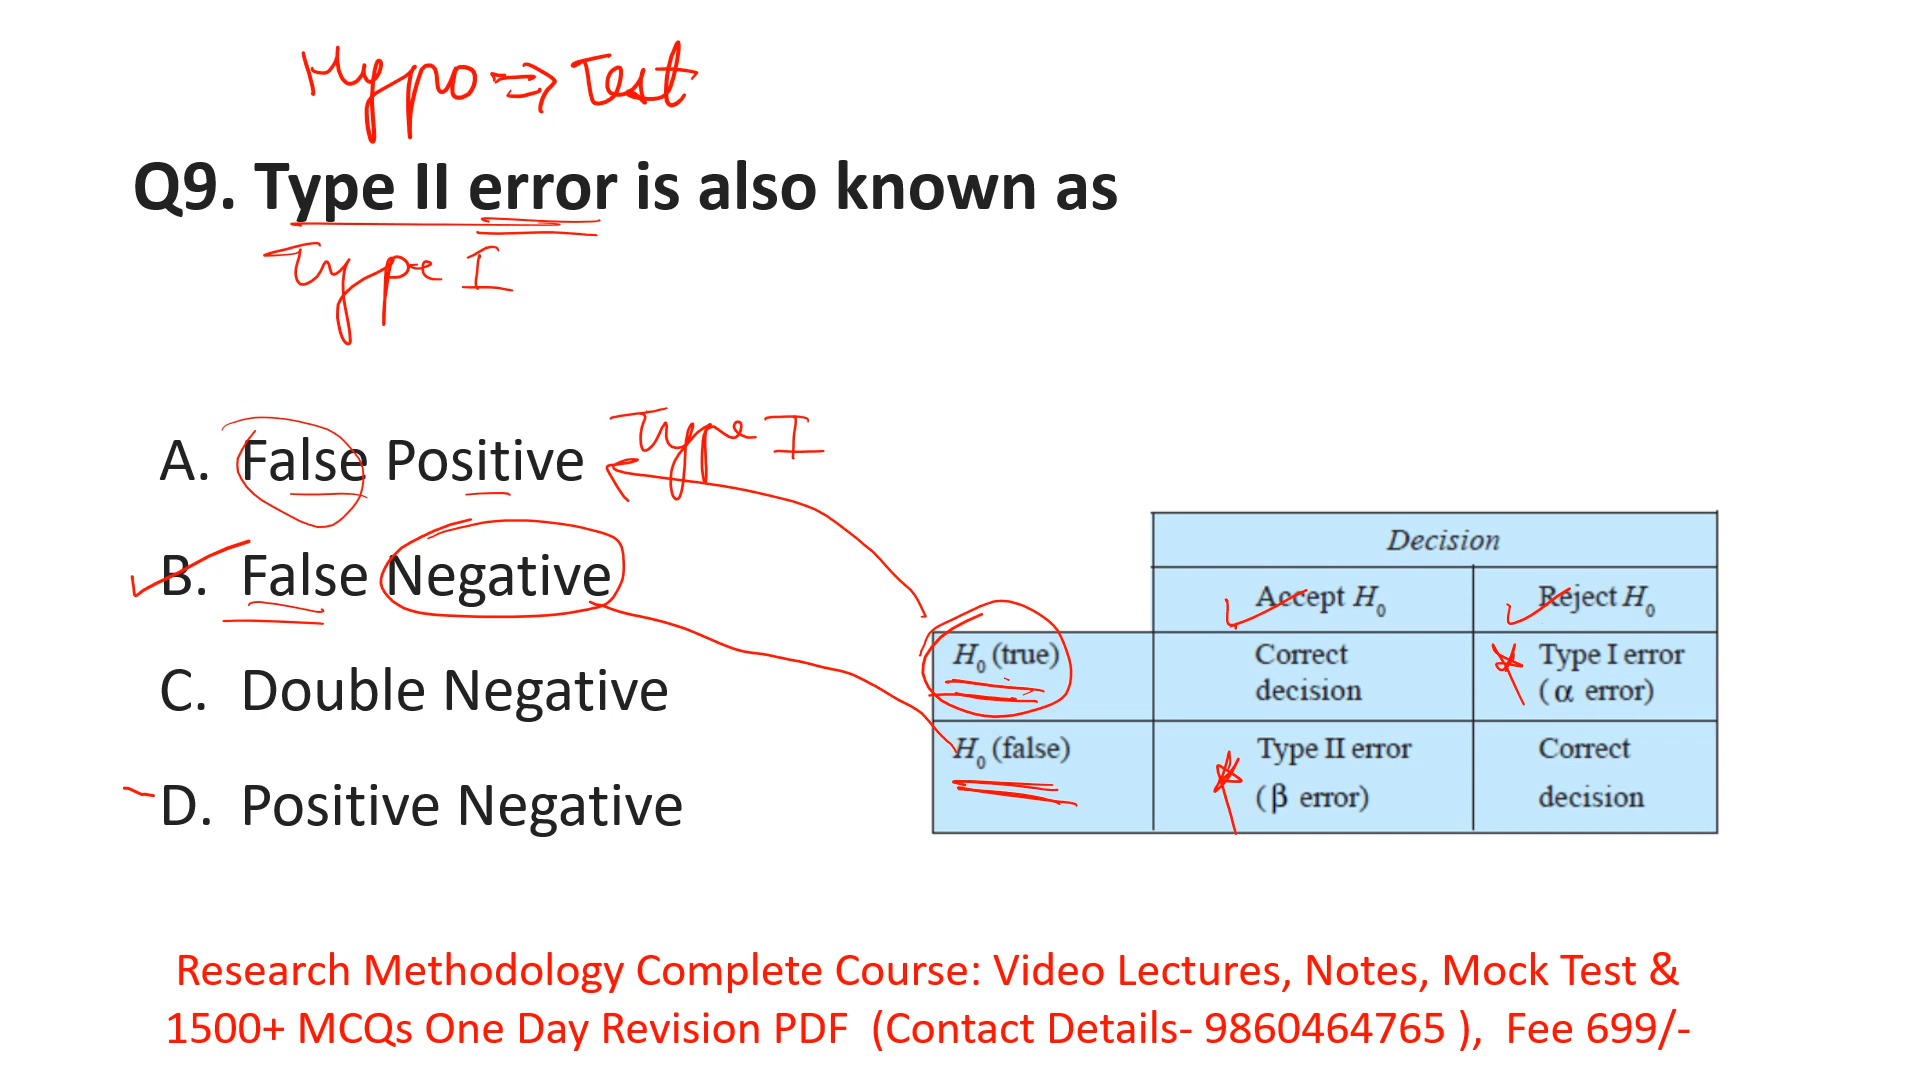 Hypo => Test
Q9. Type II error is also known as
Type I
A. False Positive
Type I
B. False Negative
C. Double Negative
D. Positive Negative
Decision
Accept H0 Reject H0
H0 (true) Correct decision Type I error (α error)
H0 (false) Type II error (β error) Correct decision
Research Methodology Complete Course: Video Lectures, Notes, Mock Test &
1500+ MCQs One Day Revision PDF (Contact Details- 9860464765 ), Fee 699/-